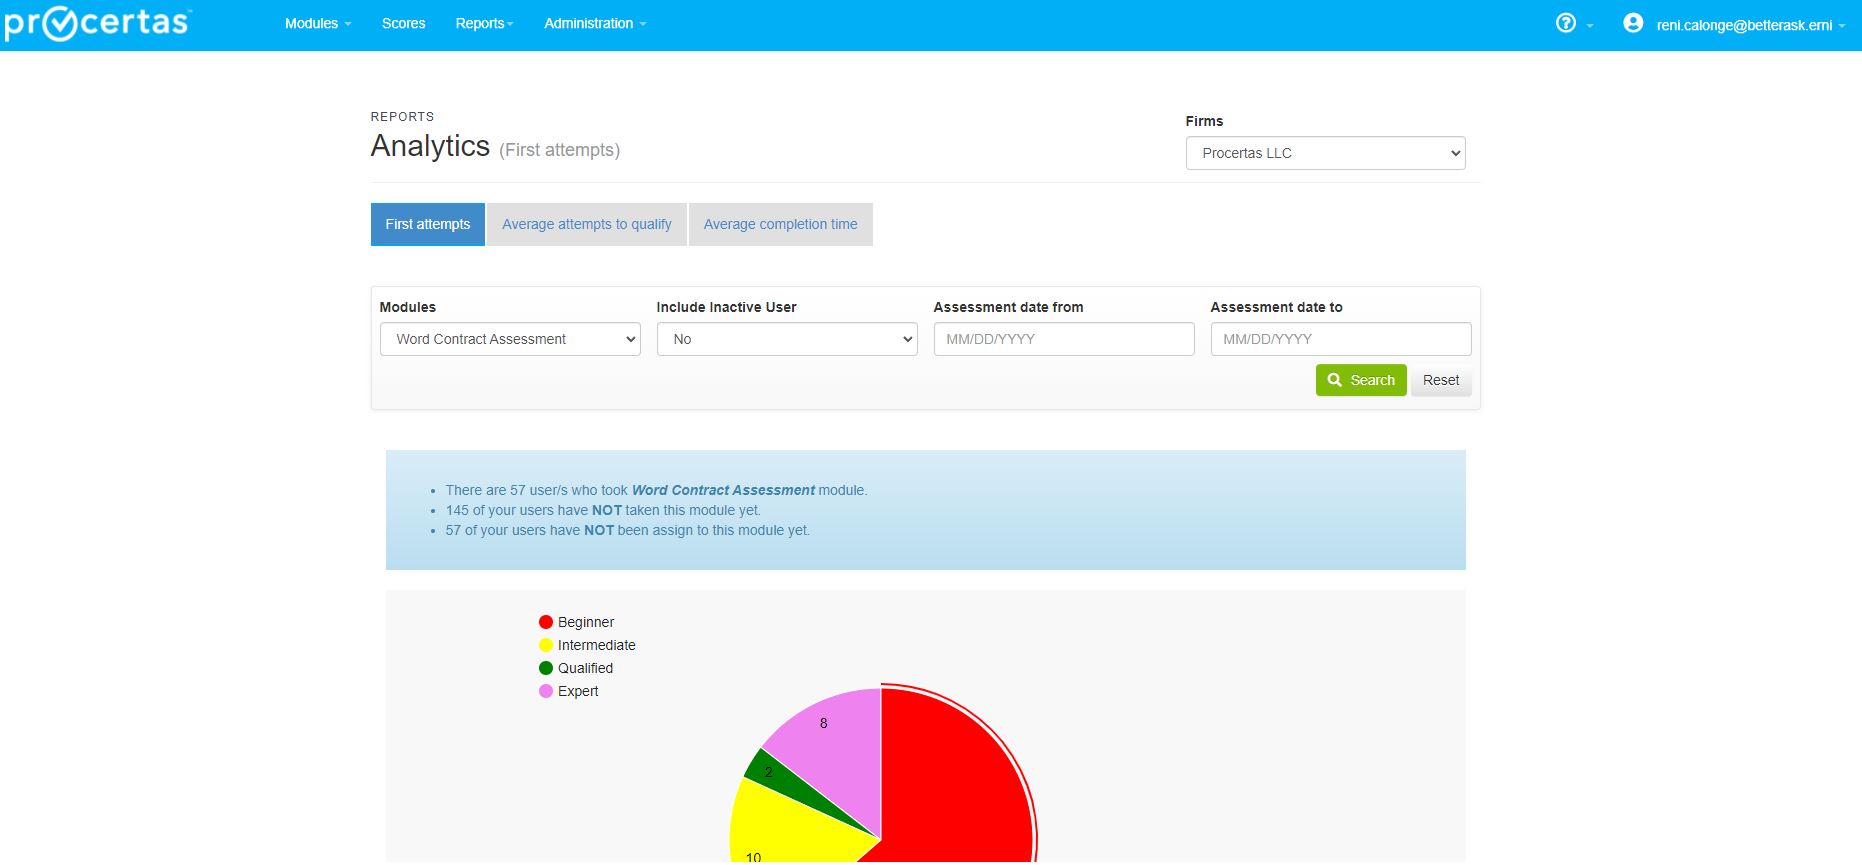 procertas
Modules Scores Reports Administration reni.calonge@betterask.erni
REPORTS
Analytics (First attempts)
Firms
Procertas LLC
First attempts Average attempts to qualify Average completion time
Modules Include Inactive User Assessment date from Assessment date to
Word Contract Assessment No MM/DD/YYYY MM/DD/YYYY
Search Reset
There are 57 user/s who took Word Contract Assessment module.
145 of your users have NOT taken this module yet.
57 of your users have NOT been assign to this module yet.
Beginner
Intermediate
Qualified
Expert
8
2
10